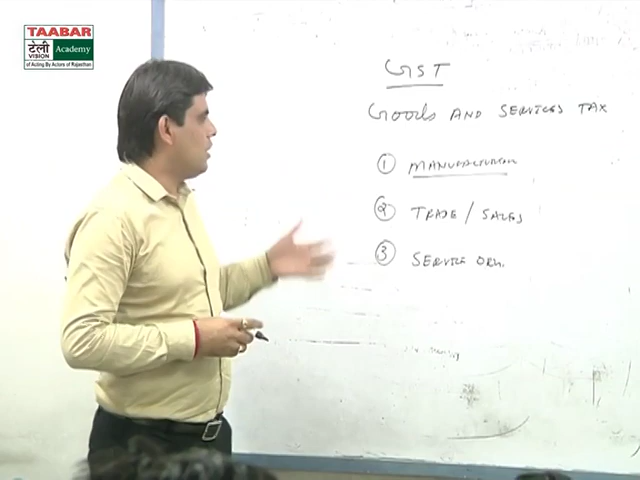 TAABAR
टेली
VISION
Academy
of Acting By Actors of Rajasthan
GST
GOODS AND SERVICES TAX
① MANUFACTURER
② TRADE / SALES
③ SERVICE ORG.